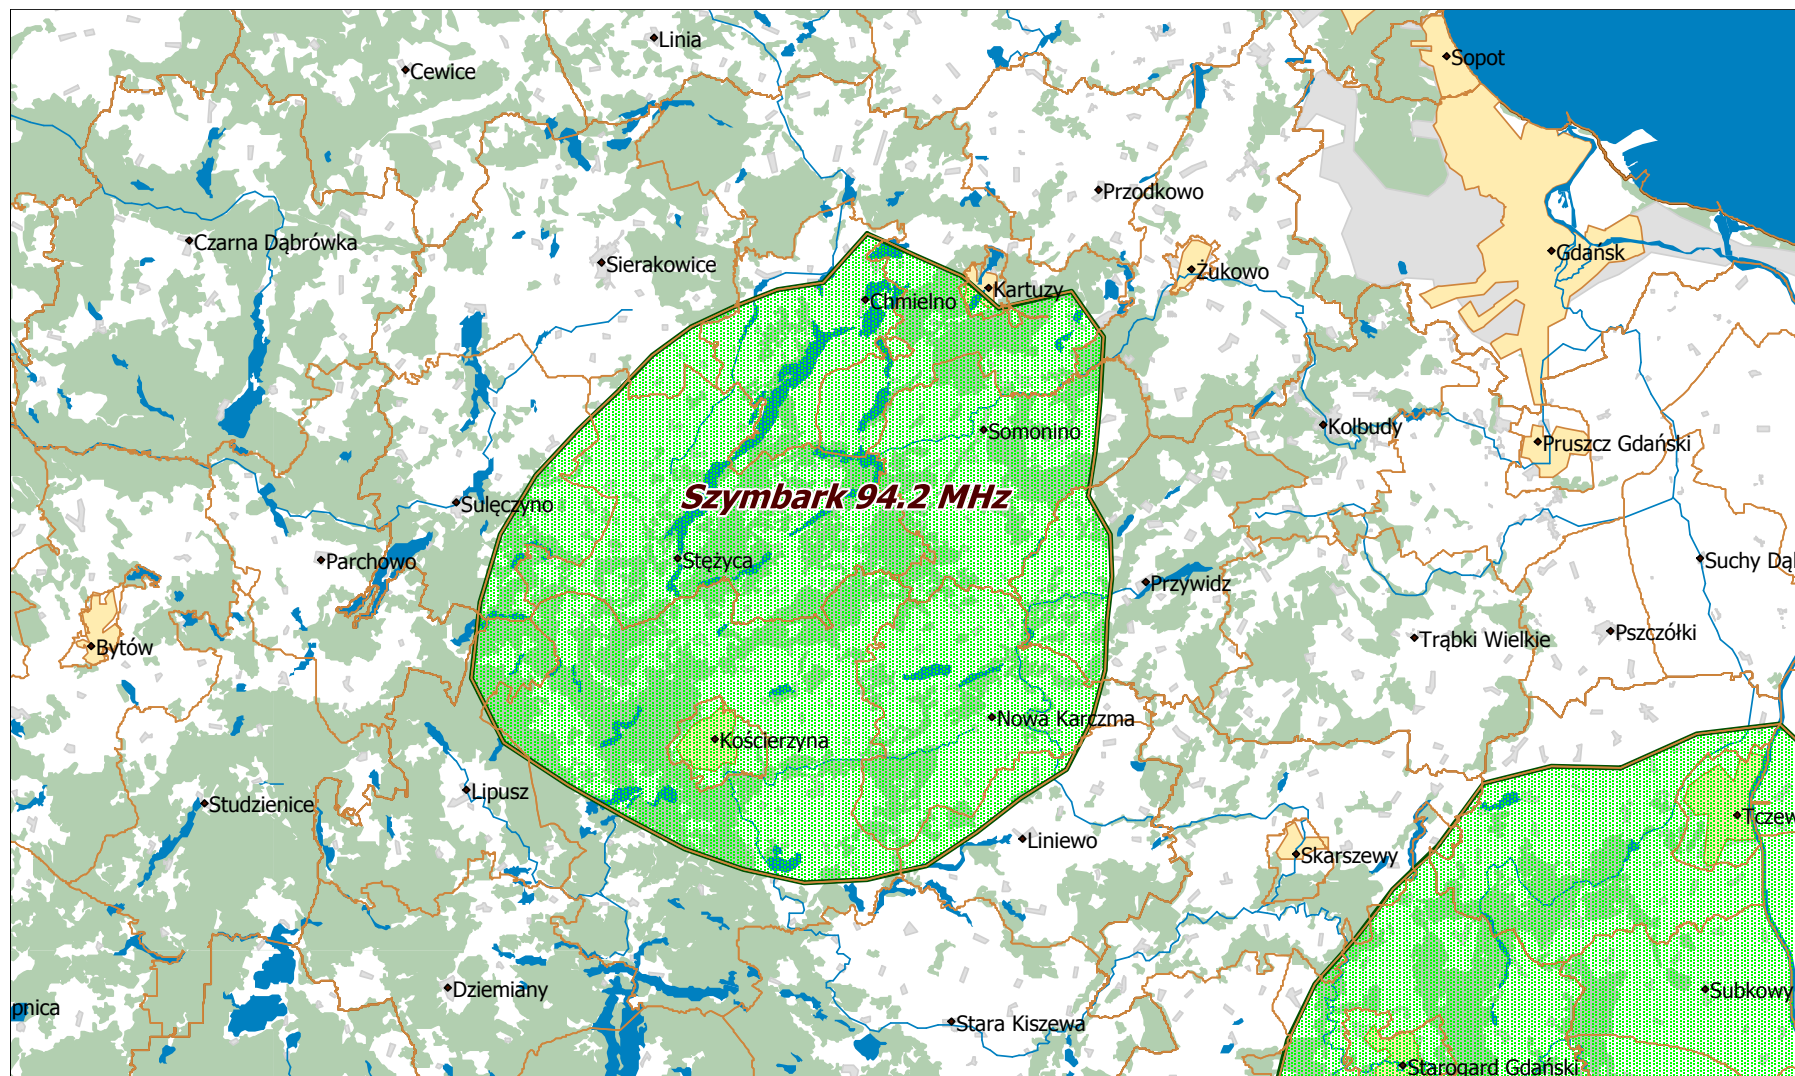 Linia
Sopot
Cewice
Przodkowo
Czarna Dąbrówka
Gdańsk
Sierakowice
Żukowo
Kartuzy
Chmielno
Kolbudy
Somonino
Pruszcz Gdański
Szymbark 94.2 MHz
Sulęczyno
Parchowo
Stężyca
Suchy Dąb
Przywidz
Pszczółki
Trąbki Wielkie
Bytów
Nowa Karczma
Kościerzyna
Lipusz
Studzienice
Tczew
Liniewo
Skarszewy
Dziemiany
Subkowy
pnica
Stara Kiszewa
Starogard Gdański